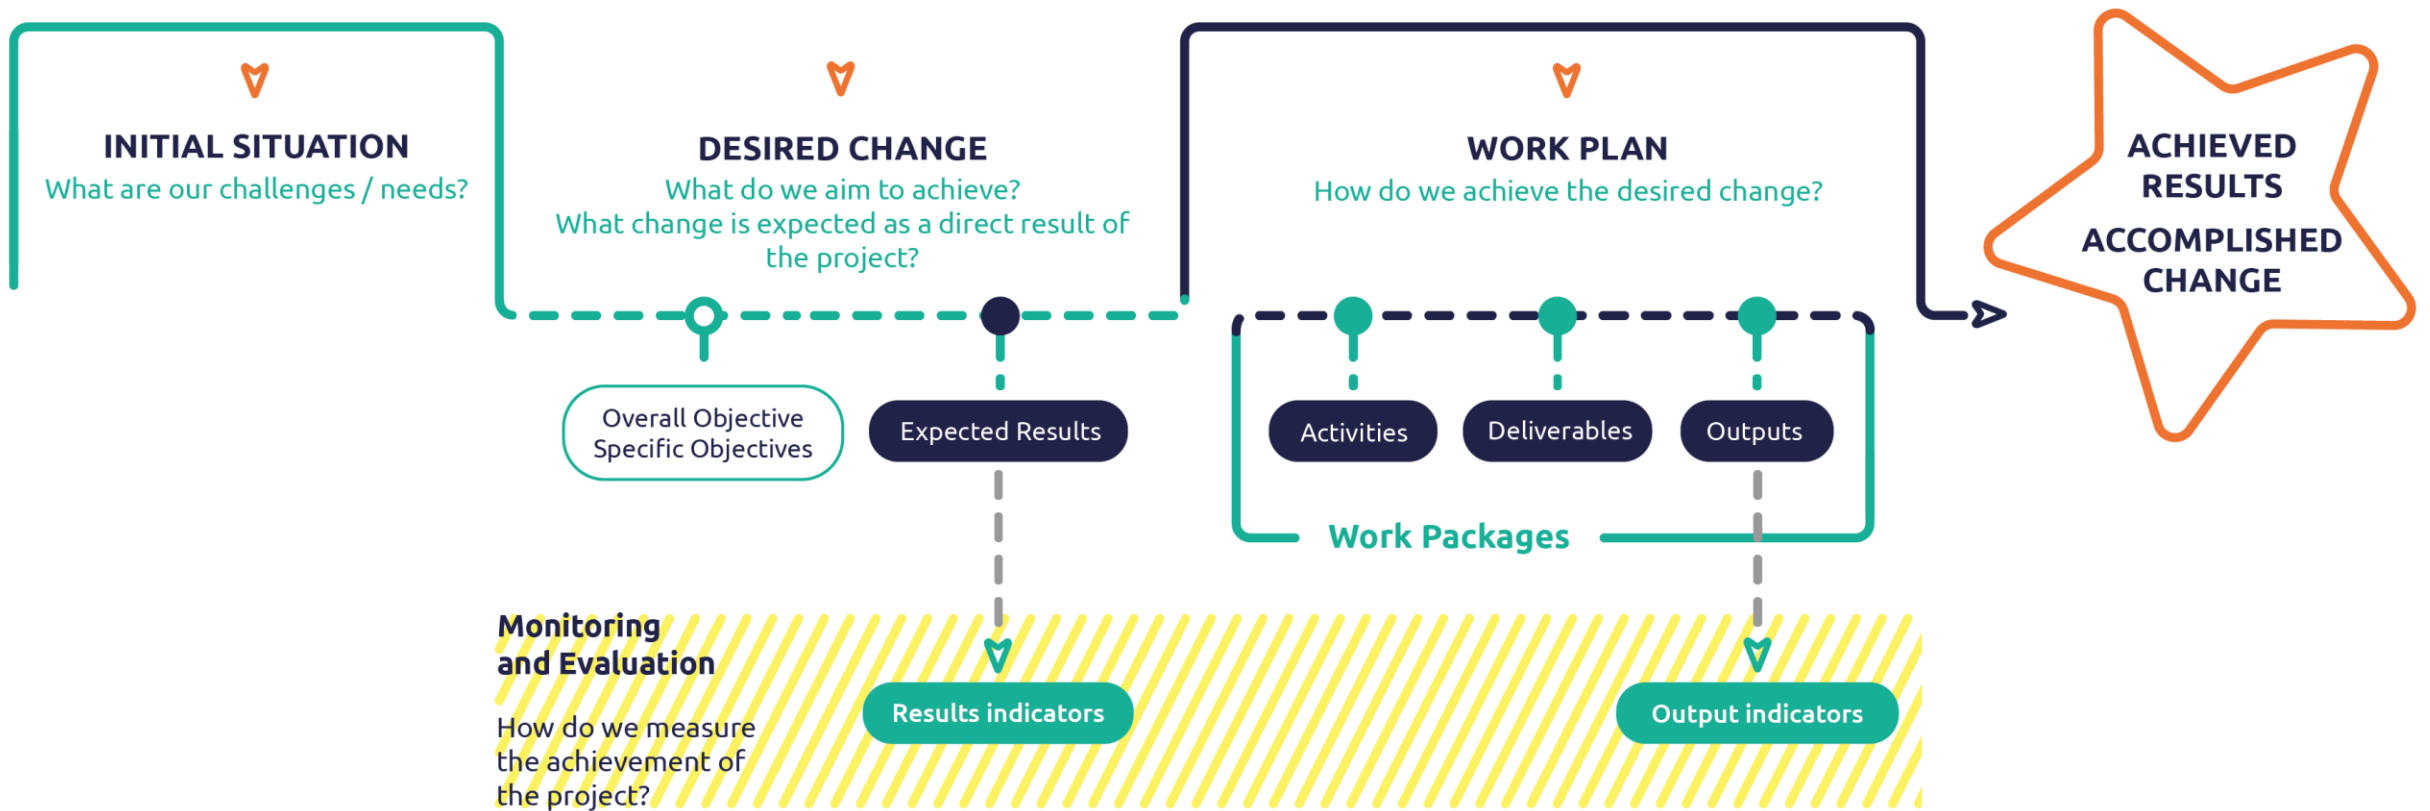 INITIAL SITUATION
What are our challenges / needs?
DESIRED CHANGE
What do we aim to achieve?
What change is expected as a direct result of
the project?
WORK PLAN
How do we achieve the desired change?
ACHIEVED
RESULTS
ACCOMPLISHED
CHANGE
Overall Objective
Specific Objectives
Expected Results
Activities
Deliverables
Outputs
Work Packages
Monitoring
and Evaluation
How do we measure
the achievement of
the project?
Results indicators
Output indicators